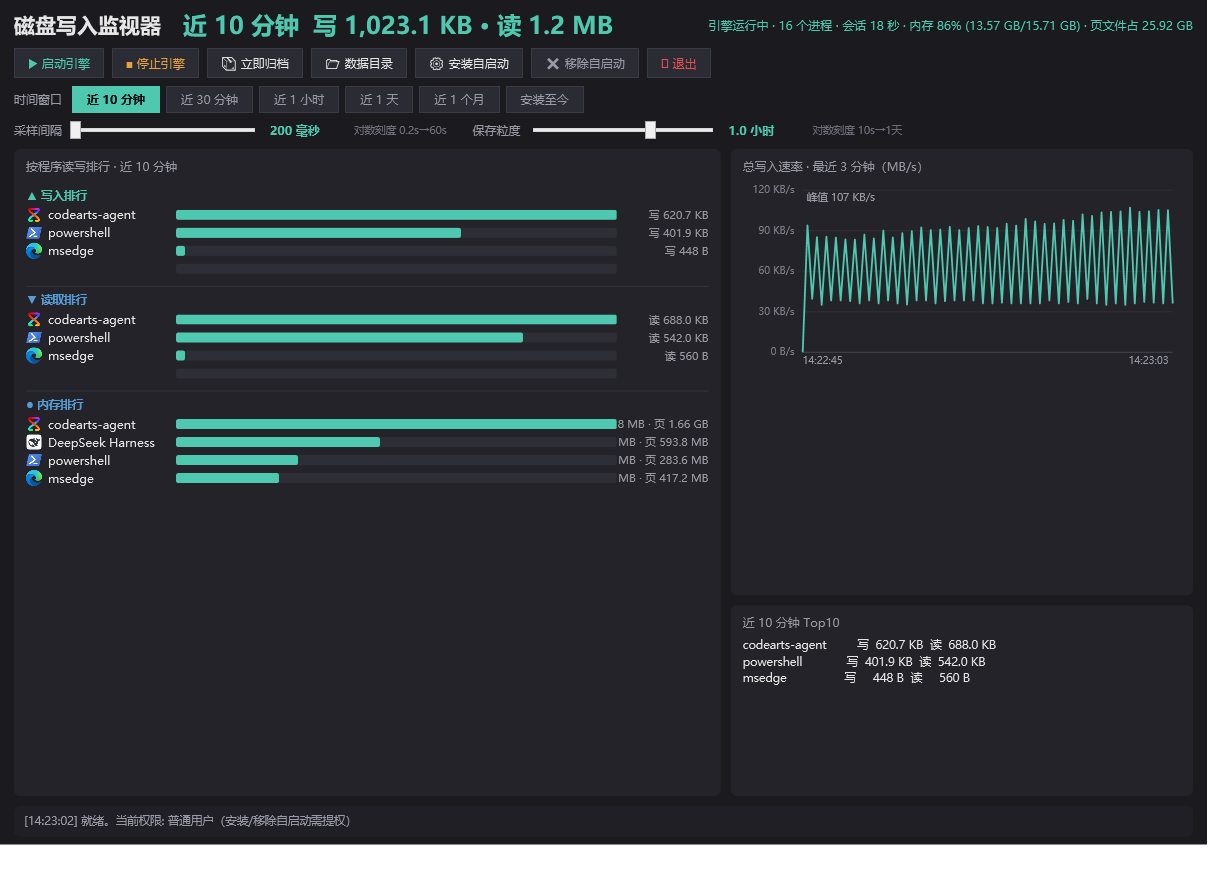 磁盘写入监视器 近 10 分钟 写 1,023.1 KB • 读 1.2 MB
引擎运行中 · 16 个进程 · 会话 18 秒 · 内存 86% (13.57 GB/15.71 GB) · 页文件占 25.92 GB
▶ 启动引擎 ■ 停止引擎 立即归档 数据目录 安装自启动 移除自启动 退出
时间窗口 近 10 分钟 近 30 分钟 近 1 小时 近 1 天 近 1 个月 安装至今
采样间隔 200 毫秒 对数刻度 0.2s→60s 保存粒度 1.0 小时 对数刻度 10s→1天
按程序读写排行 · 近 10 分钟
▲ 写入排行
codearts-agent 写 620.7 KB
powershell 写 401.9 KB
msedge 写 448 B
▼ 读取排行
codearts-agent 读 688.0 KB
powershell 读 542.0 KB
msedge 读 560 B
● 内存排行
codearts-agent 8 MB · 页 1.66 GB
DeepSeek Harness MB · 页 593.8 MB
powershell MB · 页 283.6 MB
msedge MB · 页 417.2 MB
总写入速率 · 最近 3 分钟（MB/s）
120 KB/s
峰值 107 KB/s
90 KB/s
60 KB/s
30 KB/s
0 B/s
14:22:45 14:23:03
近 10 分钟 Top10
codearts-agent 写 620.7 KB 读 688.0 KB
powershell 写 401.9 KB 读 542.0 KB
msedge 写 448 B 读 560 B
[14:23:02] 就绪。当前权限: 普通用户（安装/移除自启动需提权）